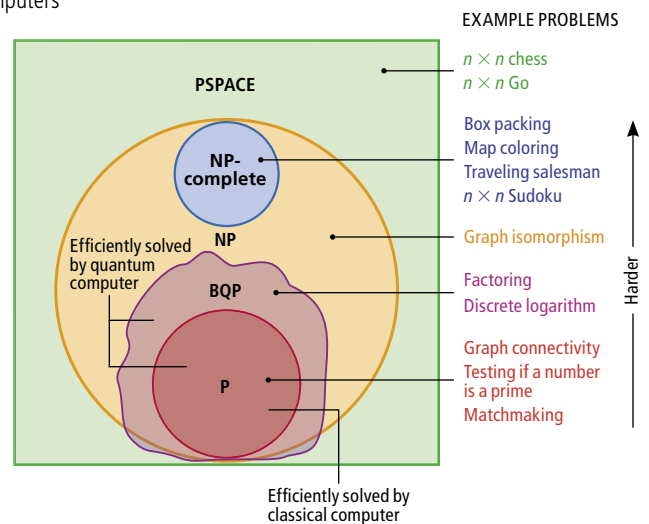 EXAMPLE PROBLEMS
PSPACE
n × n chess
n × n Go
NP-
complete
Box packing
Map coloring
Traveling salesman
n × n Sudoku
NP
Graph isomorphism
Efficiently solved
by quantum
computer
BQP
Factoring
Discrete logarithm
P
Graph connectivity
Testing if a number
is a prime
Matchmaking
Harder
Efficiently solved by
classical computer